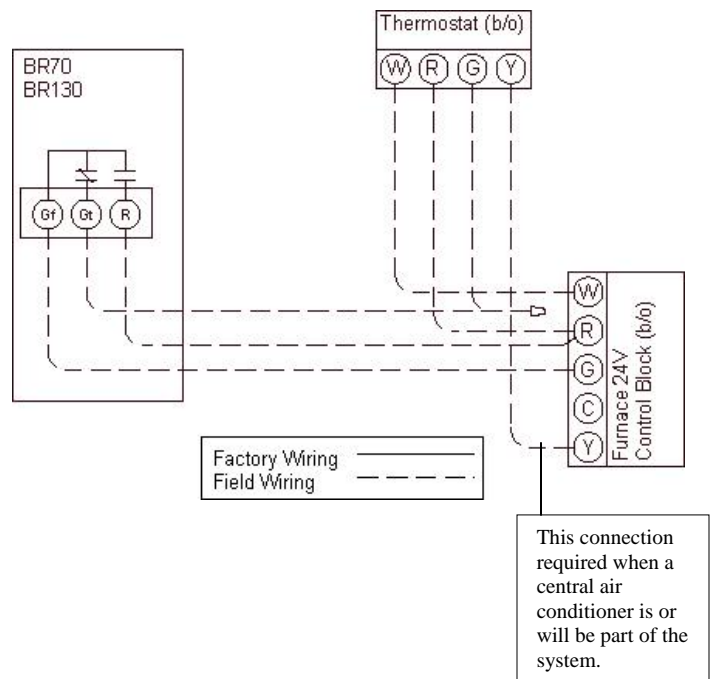 Thermostat (b/o)
W R G Y
BR70
BR130
Gf Gt R
W
R
G
C
Y
Furnace 24V
Control Block (b/o)
Factory Wiring
Field Wiring
This connection
required when a
central air
conditioner is or
will be part of the
system.